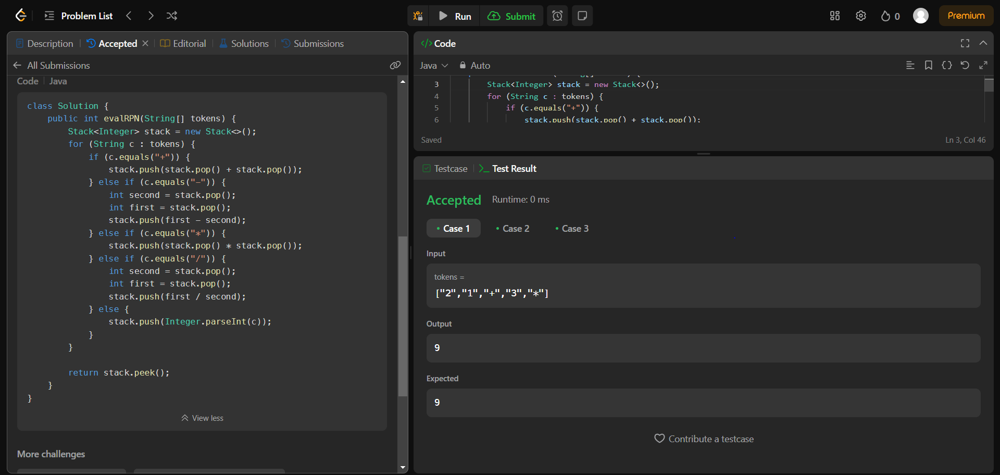 Problem List
Run
Submit
0
Premium
Description
Accepted
Editorial
Solutions
Submissions
All Submissions
Code
Java
class Solution {
    public int evalRPN(String[] tokens) {
        Stack<Integer> stack = new Stack<>();
        for (String c : tokens) {
            if (c.equals("+")) {
                stack.push(stack.pop() + stack.pop());
            } else if (c.equals("-")) {
                int second = stack.pop();
                int first = stack.pop();
                stack.push(first - second);
            } else if (c.equals("*")) {
                stack.push(stack.pop() * stack.pop());
            } else if (c.equals("/")) {
                int second = stack.pop();
                int first = stack.pop();
                stack.push(first / second);
            } else {
                stack.push(Integer.parseInt(c));
            }
        }

        return stack.peek();
    }
}
View less
More challenges
</> Code
Java
Auto
3 Stack<Integer> stack = new Stack<>();
4 for (String c : tokens) {
5 if (c.equals("+")) {
6 stack.push(stack.pop() + stack.pop());
Saved
Ln 3, Col 46
Testcase
Test Result
Accepted
Runtime: 0 ms
Case 1
Case 2
Case 3
Input
tokens =
["2","1","+","3","*"]
Output
9
Expected
9
Contribute a testcase